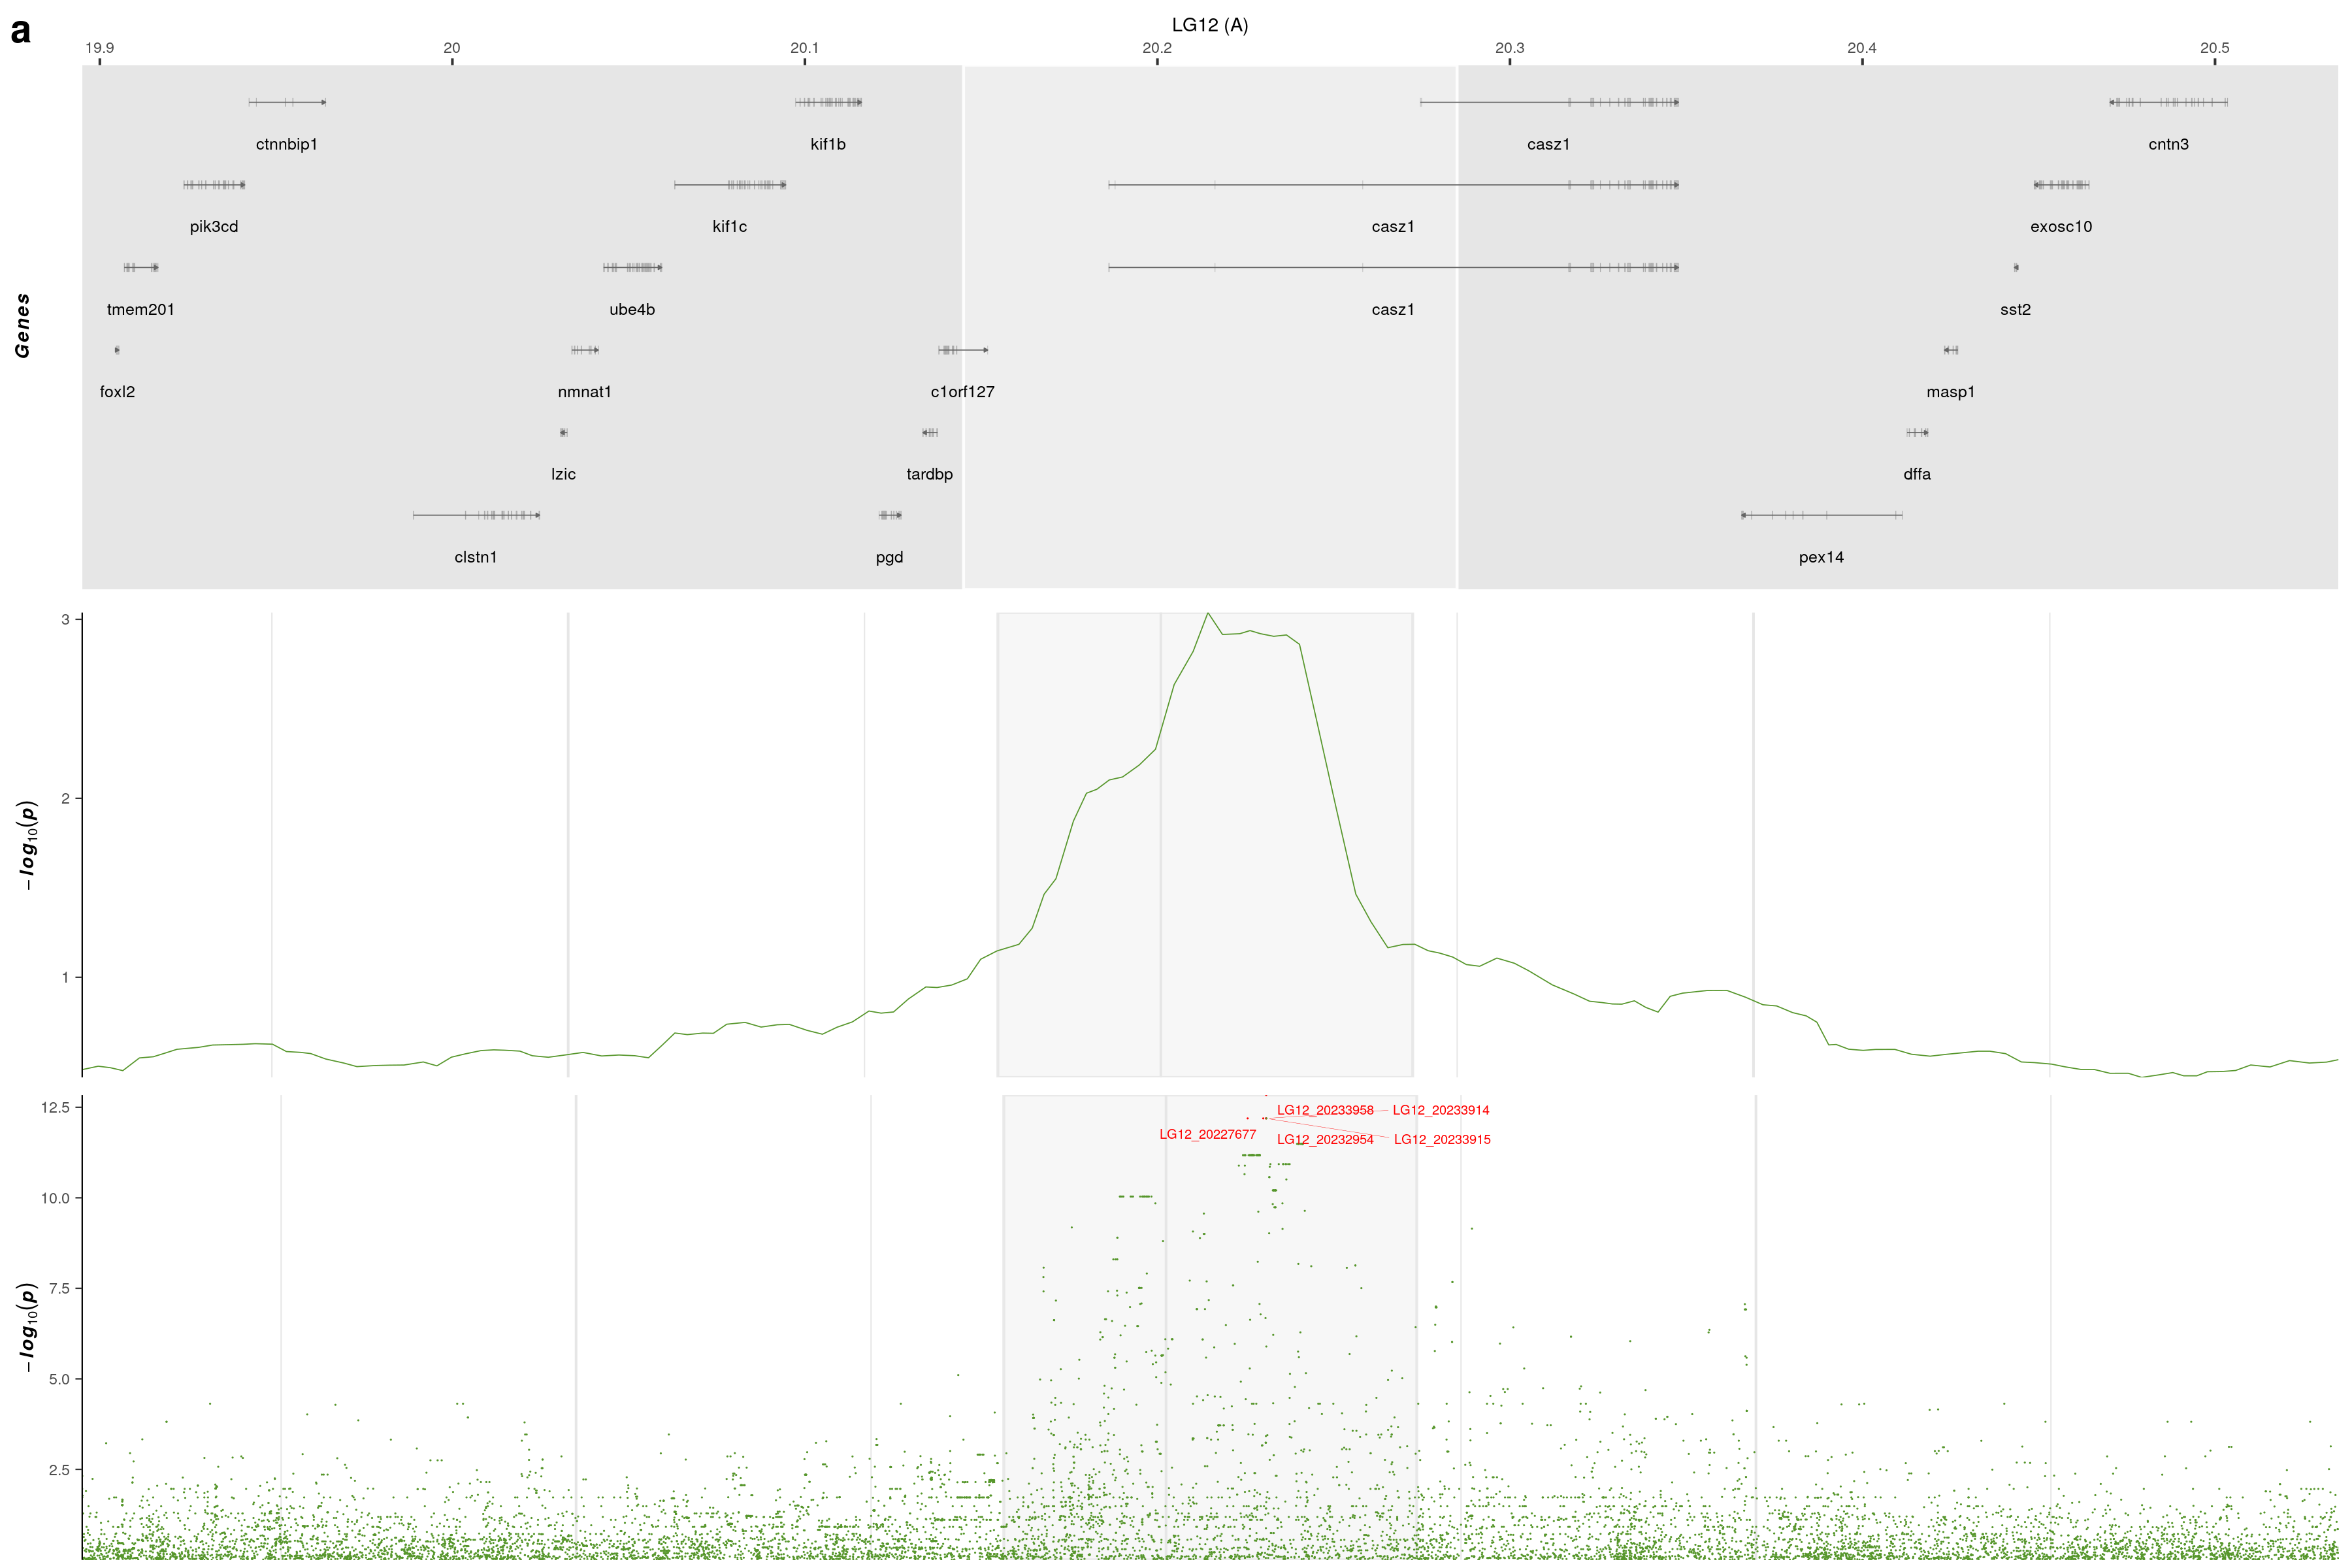 a
LG12 (A)
19.9 20 20.1 20.2 20.3 20.4 20.5
Genes
ctnnbip1 kif1b casz1 cntn3
pik3cd kif1c casz1 exosc10
tmem201 ube4b casz1 sst2
foxl2 nmnat1 c1orf127 masp1
lzic tardbp dffa
clstn1 pgd pex14
−log10(p)
3
2
1
−log10(p)
12.5
10.0
7.5
5.0
2.5
LG12_20233958 LG12_20233914
LG12_20227677 LG12_20232954 LG12_20233915